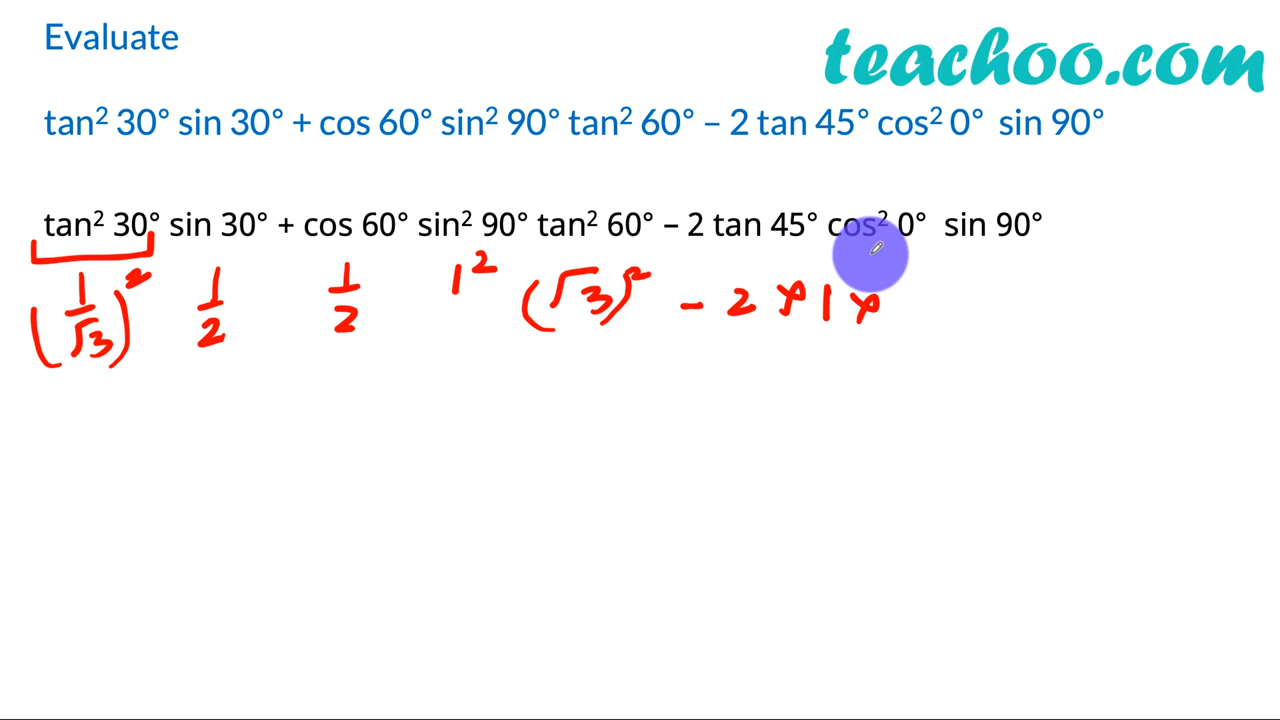 Evaluate
teachoo.com
tan² 30° sin 30° + cos 60° sin² 90° tan² 60° – 2 tan 45° cos² 0° sin 90°
tan² 30° sin 30° + cos 60° sin² 90° tan² 60° – 2 tan 45° cos² 0° sin 90°
(1/√3)² 1/2 1/2 1² (√3)² - 2 × 1 ×